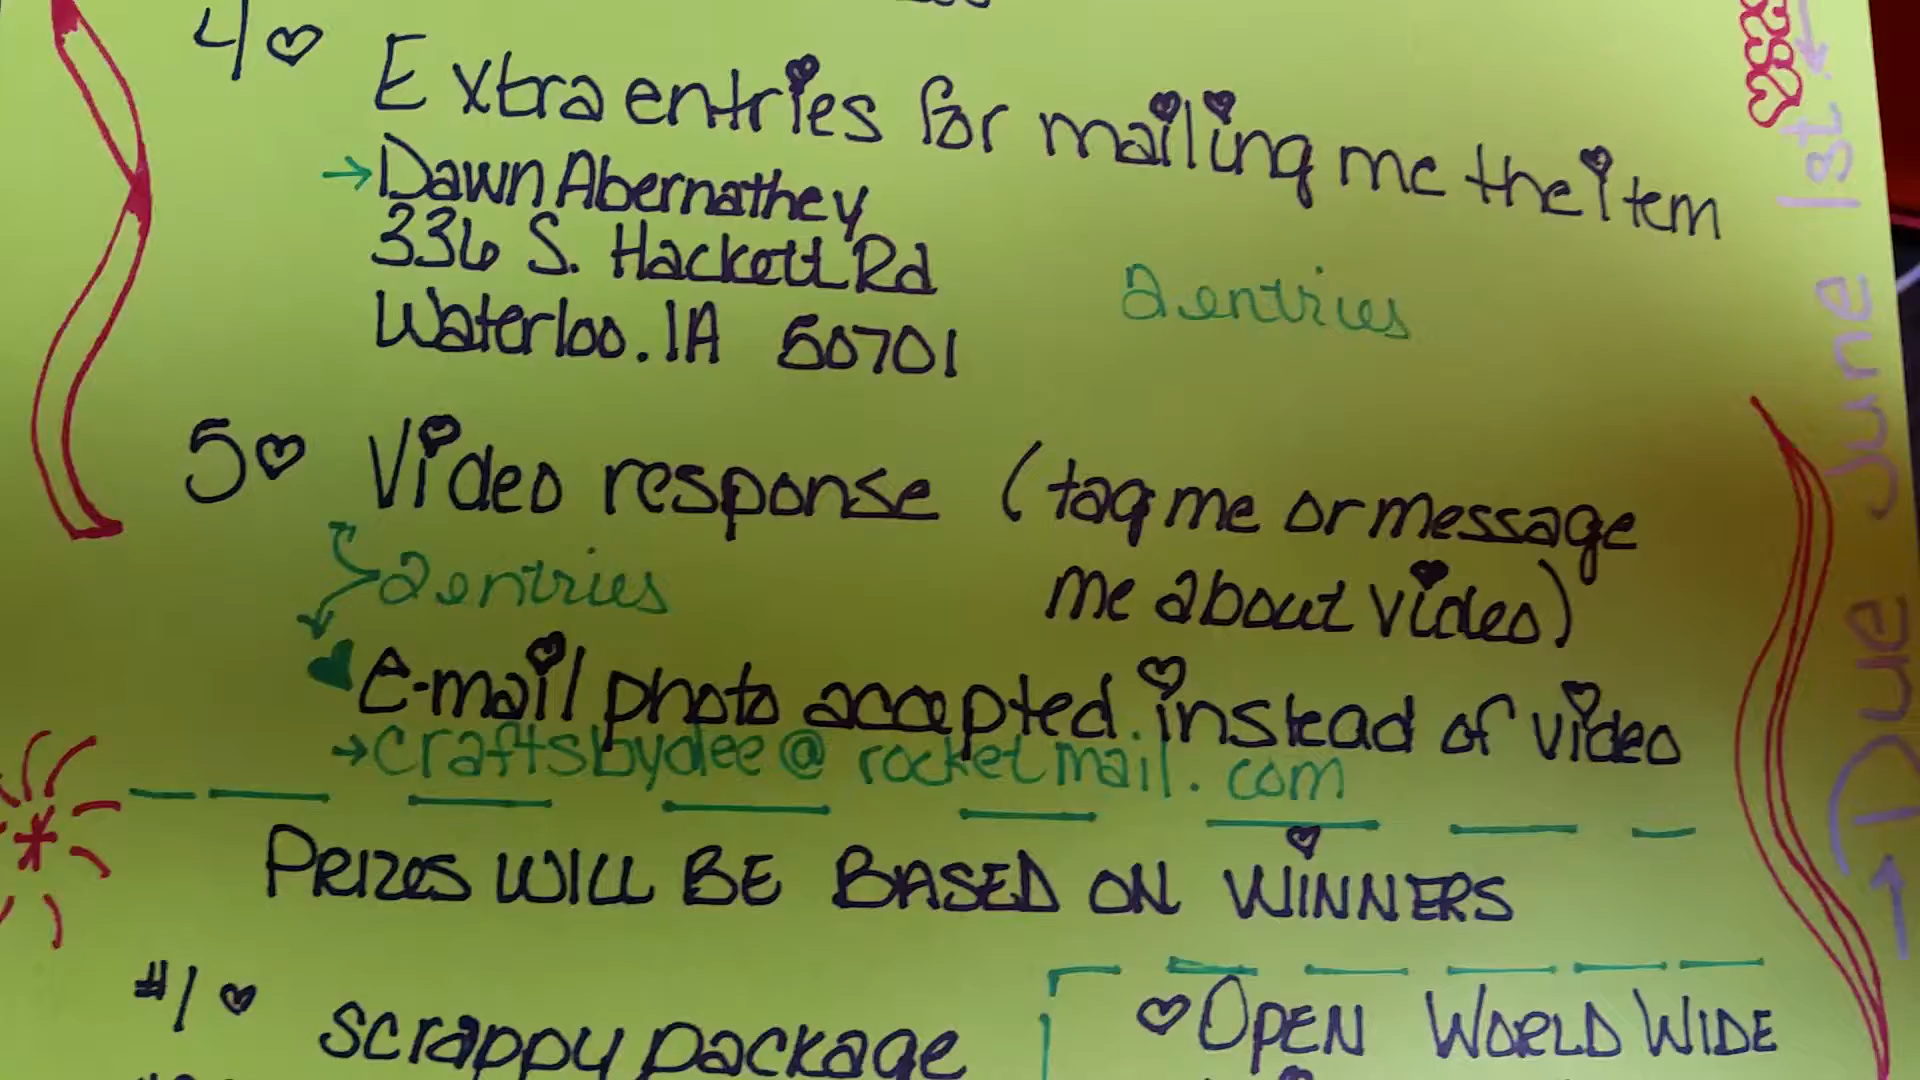 4♡ Extra entries for mailing me the item
→ Dawn Abernathey
336 S. Hackett Rd
Waterloo. IA 50701
2 entries
5♡ Video response (tag me or message
me about video)
2 entries
♥ e-mail photo accepted instead of video
→ craftsbydee@rocketmail.com
PRIZES WILL BE BASED ON WINNERS
#1♡ scrappy package
♡ OPEN WORLD WIDE
→ Due June 1st ←